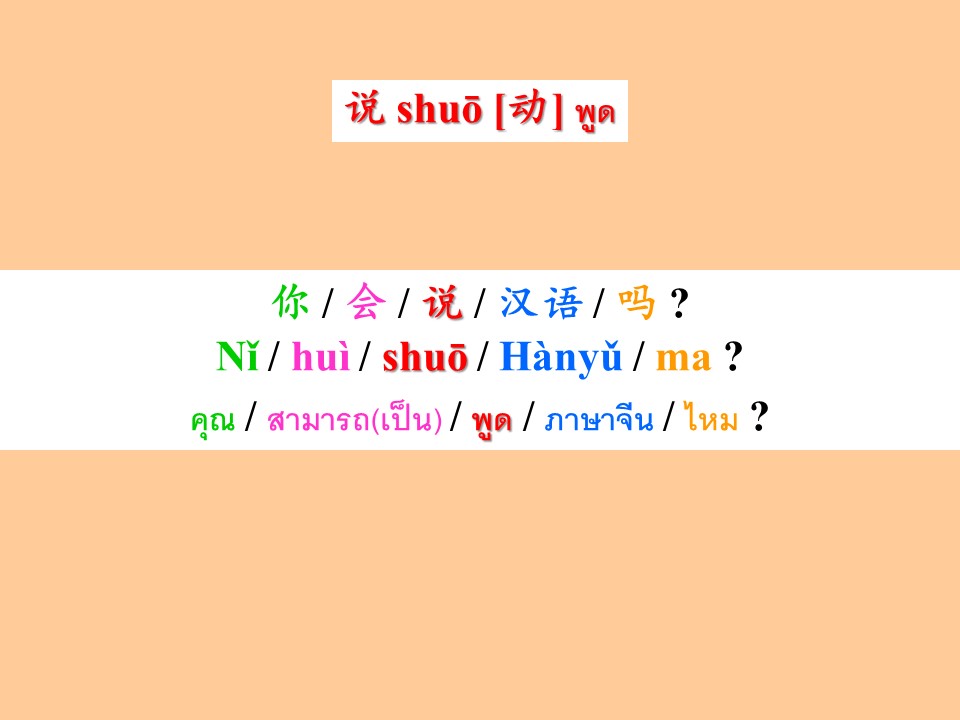 说 shuō [动] พูด
你 / 会 / 说 / 汉语 / 吗 ?
Nǐ / huì / shuō / Hànyǔ / ma ?
คุณ / สามารถ(เป็น) / พูด / ภาษาจีน / ไหม ?